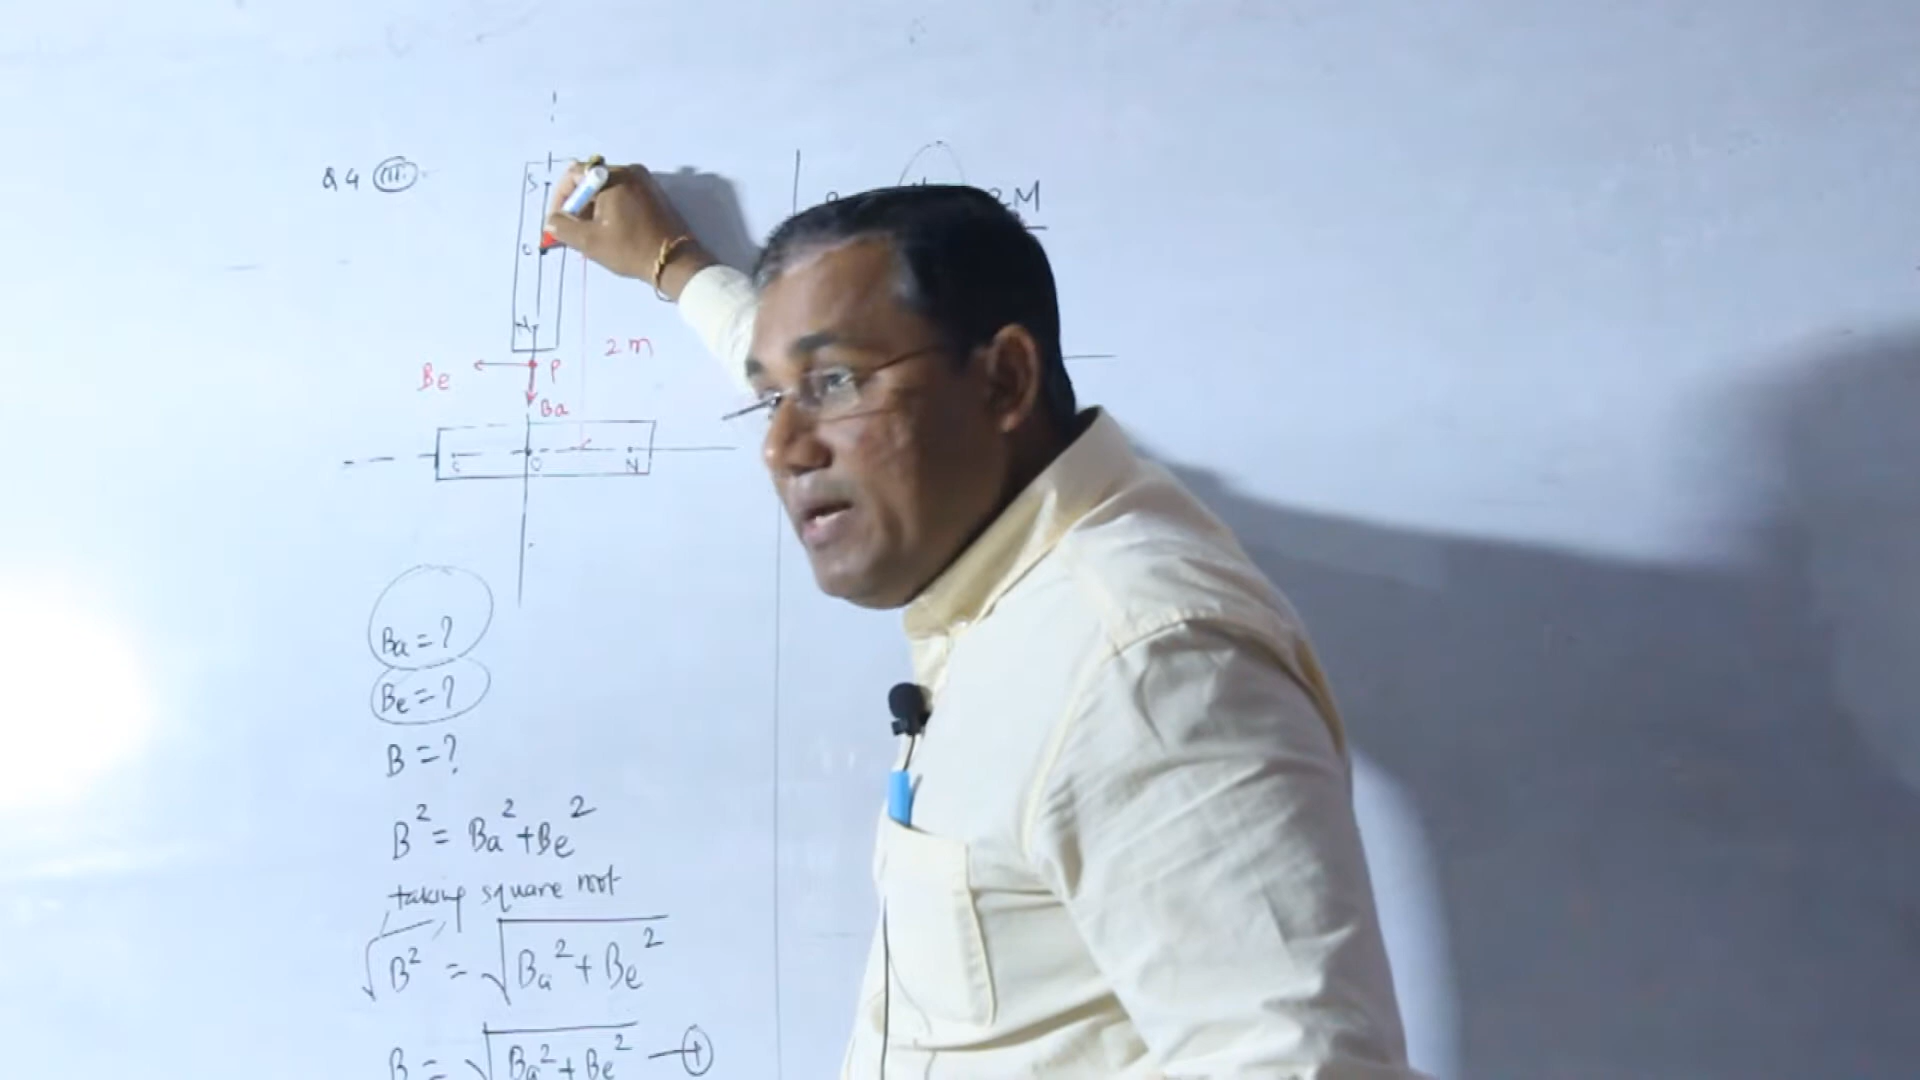 Q4 (III)
S
O
N
2 m
Be
P
Ba
O
N
Ba = ?
Be = ?
B = ?
B² = Ba² + Be²
taking square root
√B² = √Ba² + Be²
B = √Ba² + Be² — 1
2M